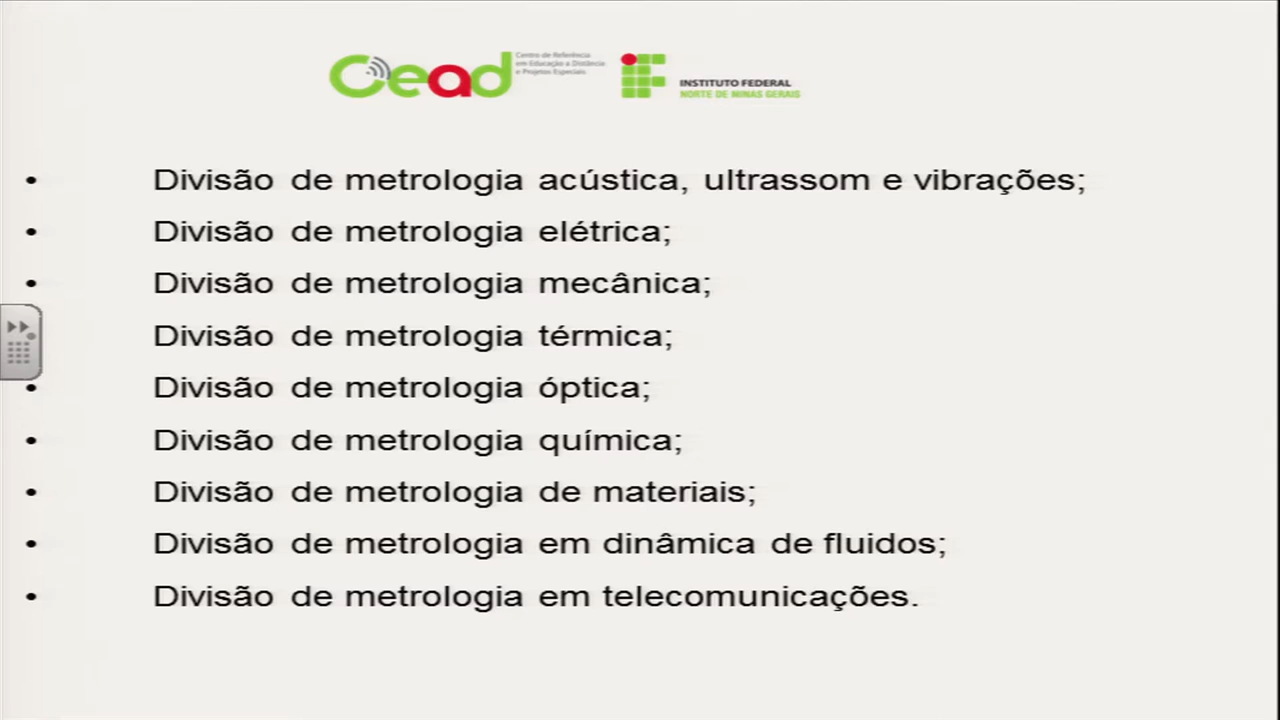 Cead
Centro de Referência
em Educação a Distância
e Projetos Especiais
INSTITUTO FEDERAL
NORTE DE MINAS GERAIS
• Divisão de metrologia acústica, ultrassom e vibrações;
• Divisão de metrologia elétrica;
• Divisão de metrologia mecânica;
Divisão de metrologia térmica;
• Divisão de metrologia óptica;
• Divisão de metrologia química;
• Divisão de metrologia de materiais;
• Divisão de metrologia em dinâmica de fluidos;
• Divisão de metrologia em telecomunicações.